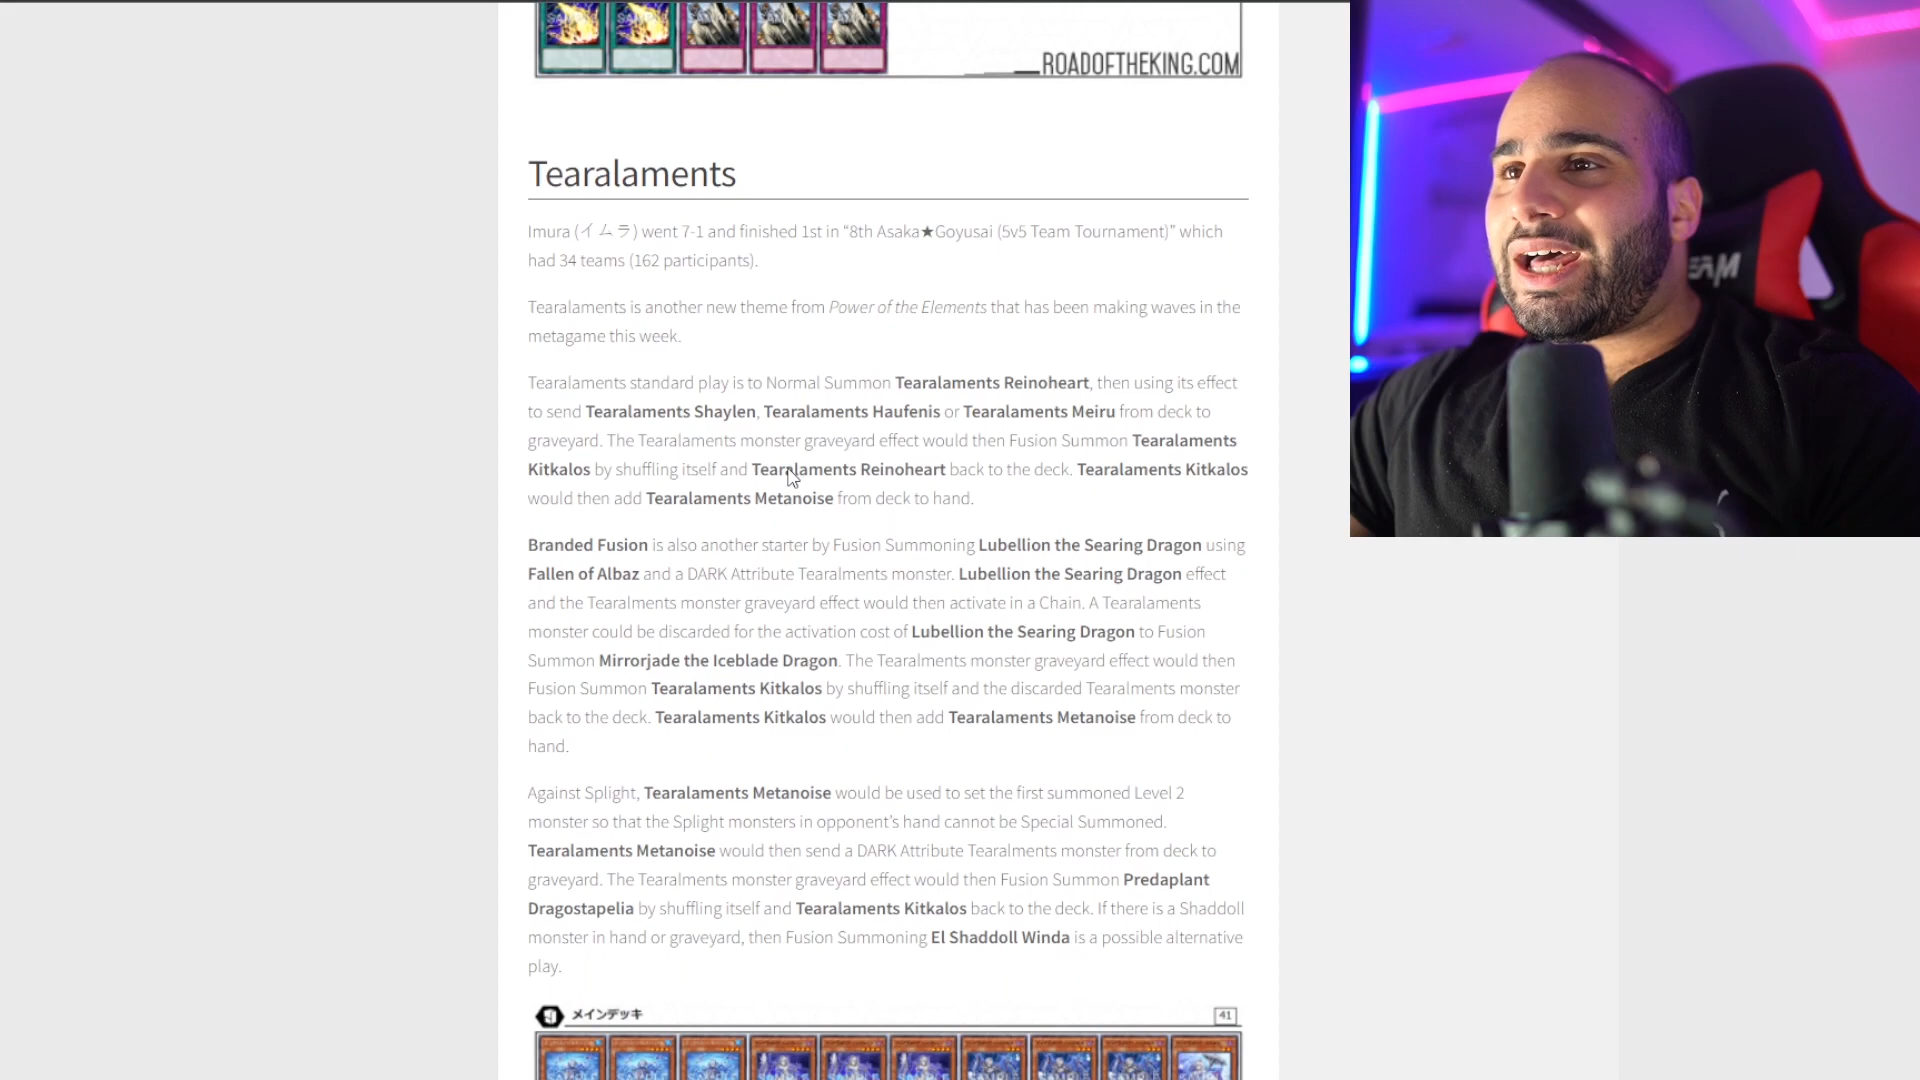 ROADOFTHEKING.COM
Tearalaments
Imura (イムラ) went 7-1 and finished 1st in “8th Asaka★Goyusai (5v5 Team Tournament)” which
had 34 teams (162 participants).
Tearalaments is another new theme from Power of the Elements that has been making waves in the
metagame this week.
Tearalaments standard play is to Normal Summon Tearalaments Reinoheart, then using its effect
to send Tearalaments Shaylen, Tearalaments Haufenis or Tearalaments Meiru from deck to
graveyard. The Tearalaments monster graveyard effect would then Fusion Summon Tearalaments
Kitkalos by shuffling itself and Tearalaments Reinoheart back to the deck. Tearalaments Kitkalos
would then add Tearalaments Metanoise from deck to hand.
Branded Fusion is also another starter by Fusion Summoning Lubellion the Searing Dragon using
Fallen of Albaz and a DARK Attribute Tearalments monster. Lubellion the Searing Dragon effect
and the Tearalments monster graveyard effect would then activate in a Chain. A Tearalaments
monster could be discarded for the activation cost of Lubellion the Searing Dragon to Fusion
Summon Mirrorjade the Iceblade Dragon. The Tearalments monster graveyard effect would then
Fusion Summon Tearalaments Kitkalos by shuffling itself and the discarded Tearalments monster
back to the deck. Tearalaments Kitkalos would then add Tearalaments Metanoise from deck to
hand.
Against Splight, Tearalaments Metanoise would be used to set the first summoned Level 2
monster so that the Splight monsters in opponent’s hand cannot be Special Summoned.
Tearalaments Metanoise would then send a DARK Attribute Tearalments monster from deck to
graveyard. The Tearalments monster graveyard effect would then Fusion Summon Predaplant
Dragostapelia by shuffling itself and Tearalaments Kitkalos back to the deck. If there is a Shaddoll
monster in hand or graveyard, then Fusion Summoning El Shaddoll Winda is a possible alternative
play.
メインデッキ 41